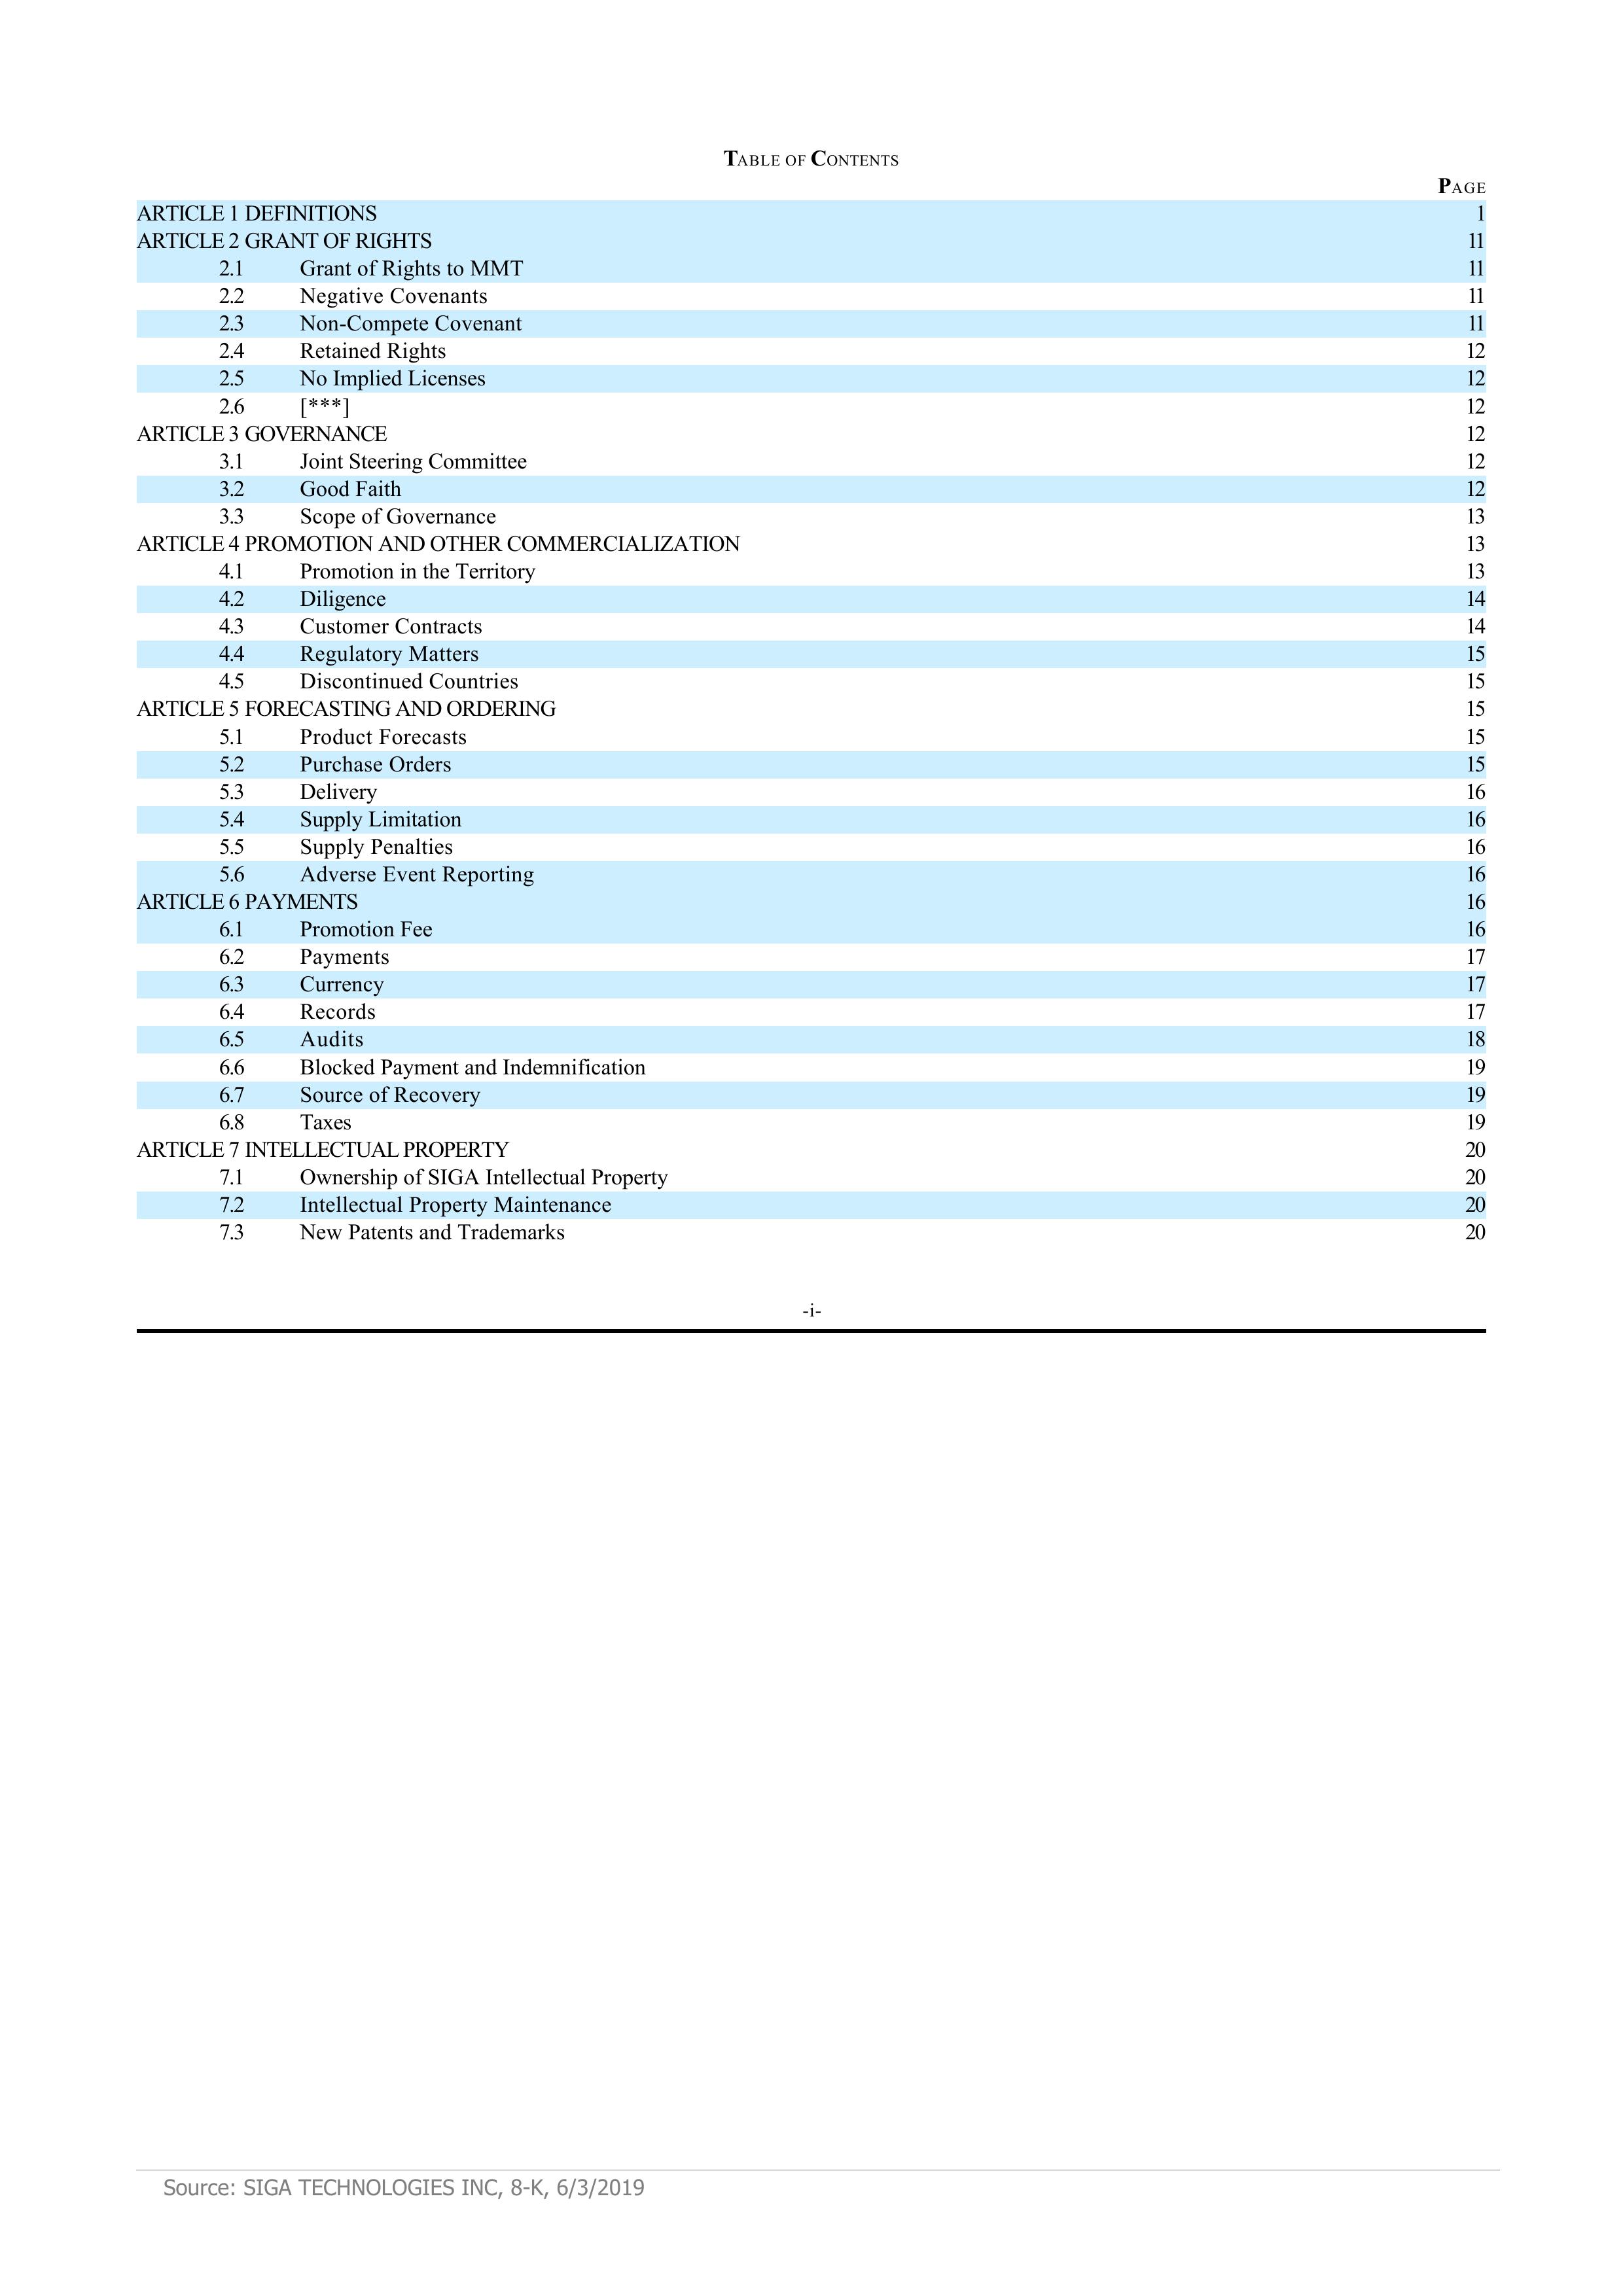 TABLE OF CONTENTS
PAGE
ARTICLE 1 DEFINITIONS 1
ARTICLE 2 GRANT OF RIGHTS 11
2.1 Grant of Rights to MMT 11
2.2 Negative Covenants 11
2.3 Non-Compete Covenant 11
2.4 Retained Rights 12
2.5 No Implied Licenses 12
2.6 [***] 12
ARTICLE 3 GOVERNANCE 12
3.1 Joint Steering Committee 12
3.2 Good Faith 12
3.3 Scope of Governance 13
ARTICLE 4 PROMOTION AND OTHER COMMERCIALIZATION 13
4.1 Promotion in the Territory 13
4.2 Diligence 14
4.3 Customer Contracts 14
4.4 Regulatory Matters 15
4.5 Discontinued Countries 15
ARTICLE 5 FORECASTING AND ORDERING 15
5.1 Product Forecasts 15
5.2 Purchase Orders 15
5.3 Delivery 16
5.4 Supply Limitation 16
5.5 Supply Penalties 16
5.6 Adverse Event Reporting 16
ARTICLE 6 PAYMENTS 16
6.1 Promotion Fee 16
6.2 Payments 17
6.3 Currency 17
6.4 Records 17
6.5 Audits 18
6.6 Blocked Payment and Indemnification 19
6.7 Source of Recovery 19
6.8 Taxes 19
ARTICLE 7 INTELLECTUAL PROPERTY 20
7.1 Ownership of SIGA Intellectual Property 20
7.2 Intellectual Property Maintenance 20
7.3 New Patents and Trademarks 20
-i-
Source: SIGA TECHNOLOGIES INC, 8-K, 6/3/2019